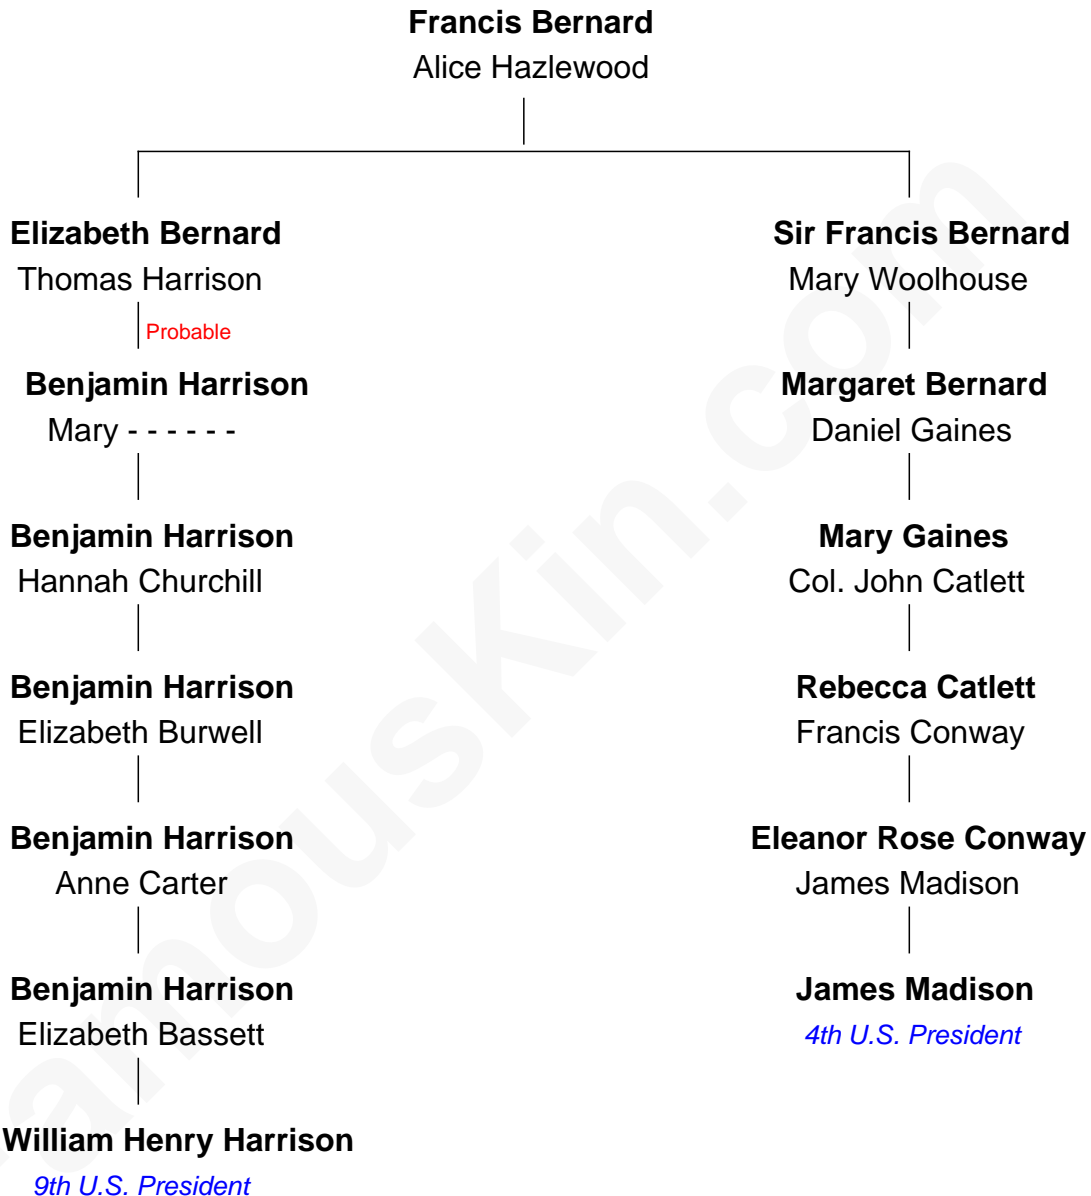 Francis Bernard
Alice Hazlewood
Elizabeth Bernard
Thomas Harrison
Sir Francis Bernard
Mary Woolhouse
Probable
Benjamin Harrison
Mary - - - - - -
Margaret Bernard
Daniel Gaines
Benjamin Harrison
Hannah Churchill
Mary Gaines
Col. John Catlett
Benjamin Harrison
Elizabeth Burwell
Rebecca Catlett
Francis Conway
Benjamin Harrison
Anne Carter
Eleanor Rose Conway
James Madison
Benjamin Harrison
Elizabeth Bassett
James Madison
4th U.S. President
William Henry Harrison
9th U.S. President
FamousKin.com